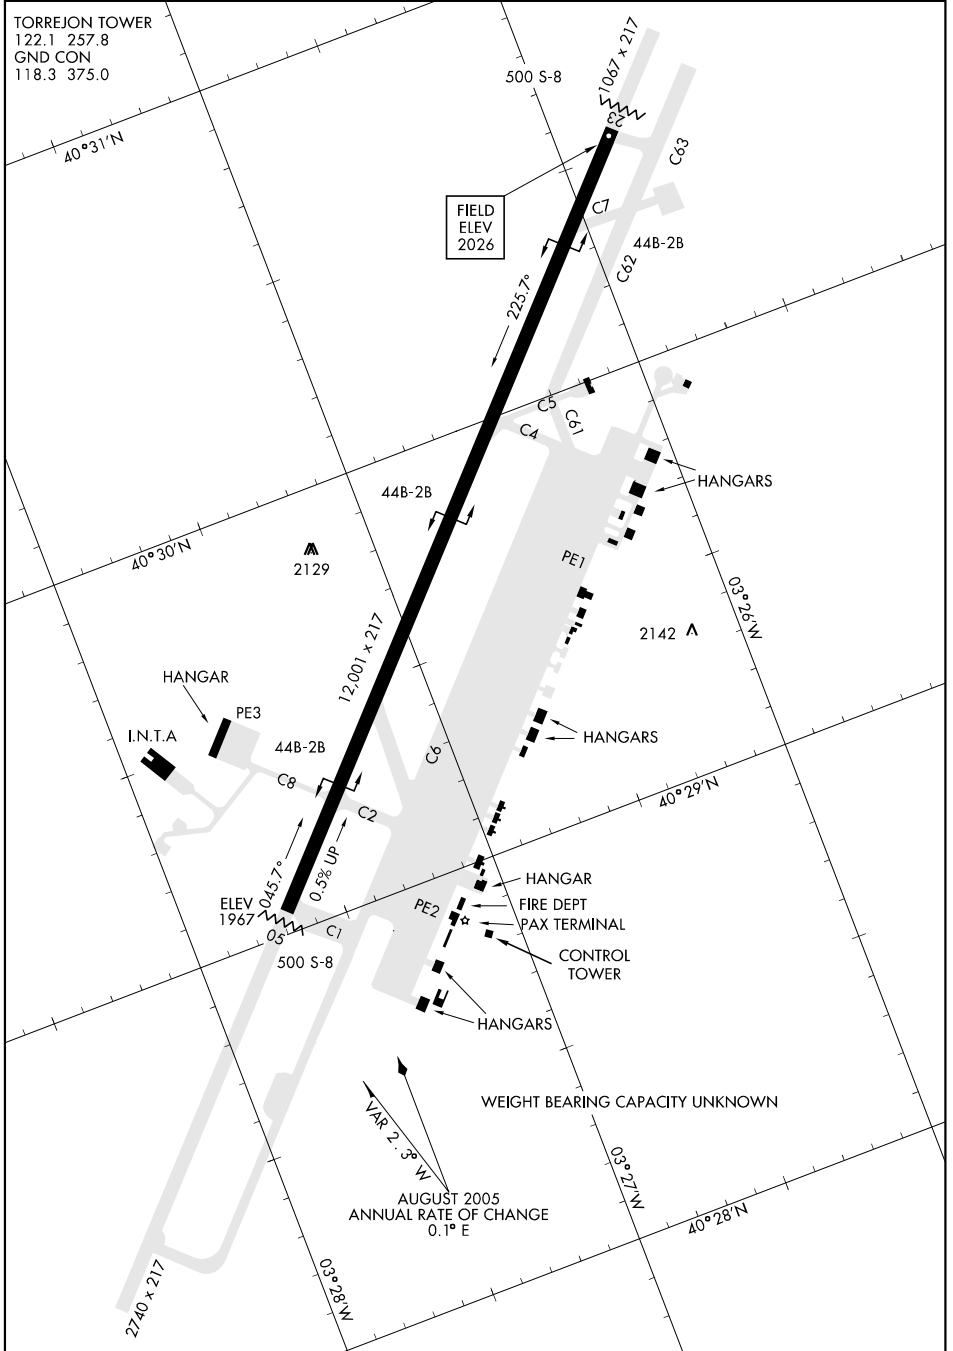 TORREJON TOWER
122.1 257.8
GND CON
118.3 375.0
500 S-8
1067 x 217
23
40°31'N
C63
FIELD
ELEV
2026
C7
44B-2B
C62
225.7°
C5
C61
C4
HANGARS
44B-2B
40°30'N
2129
PE1
03°26'W
2142
12,001 x 217
HANGAR
PE3
I.N.T.A
HANGARS
44B-2B
C6
C8
40°29'N
C2
045.7°
0.5% UP
HANGAR
ELEV
1967
PE2
FIRE DEPT
PAX TERMINAL
05
C1
CONTROL
TOWER
500 S-8
HANGARS
WEIGHT BEARING CAPACITY UNKNOWN
VAR 2.3° W
03°27'W
AUGUST 2005
ANNUAL RATE OF CHANGE
0.1° E
40°28'N
03°28'W
2740 x 217